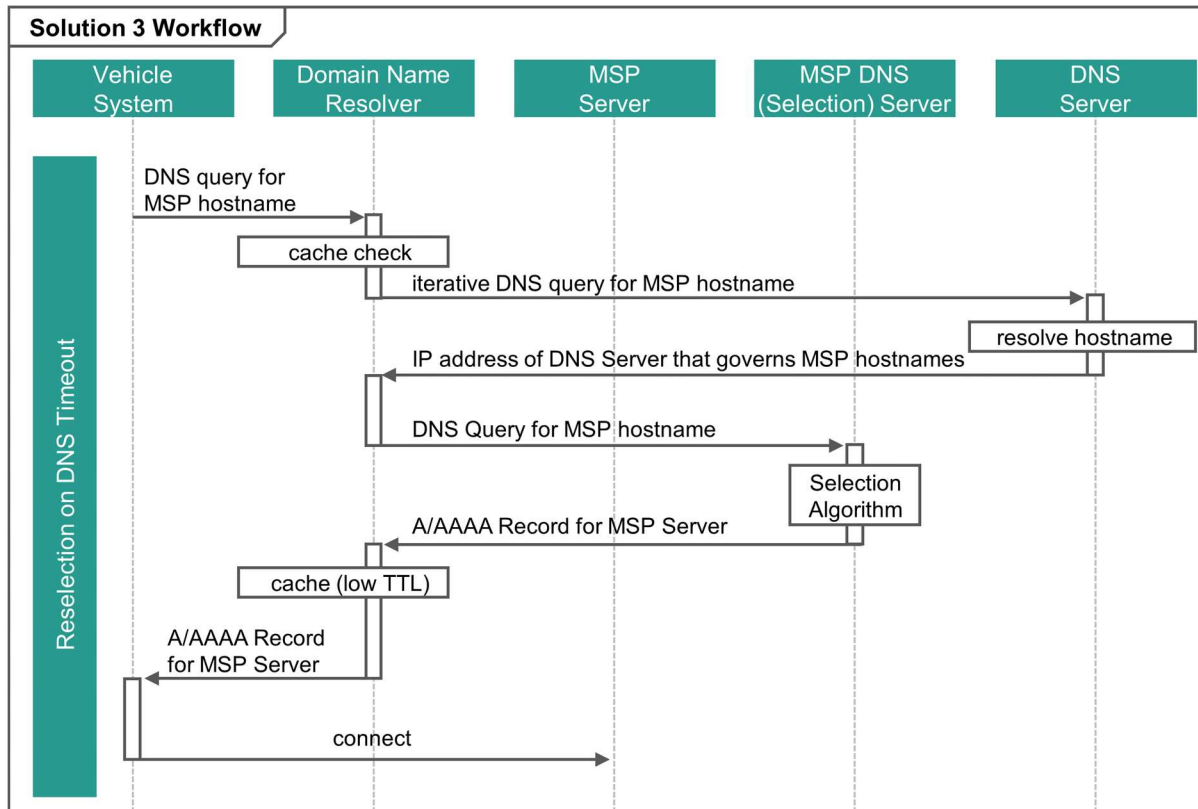 Solution 3 Workflow
Vehicle
System
Domain Name
Resolver
MSP
Server
MSP DNS
(Selection) Server
DNS
Server
Reselection on DNS Timeout
DNS query for
MSP hostname
cache check
iterative DNS query for MSP hostname
resolve hostname
IP address of DNS Server that governs MSP hostnames
DNS Query for MSP hostname
Selection
Algorithm
A/AAAA Record for MSP Server
cache (low TTL)
A/AAAA Record
for MSP Server
connect